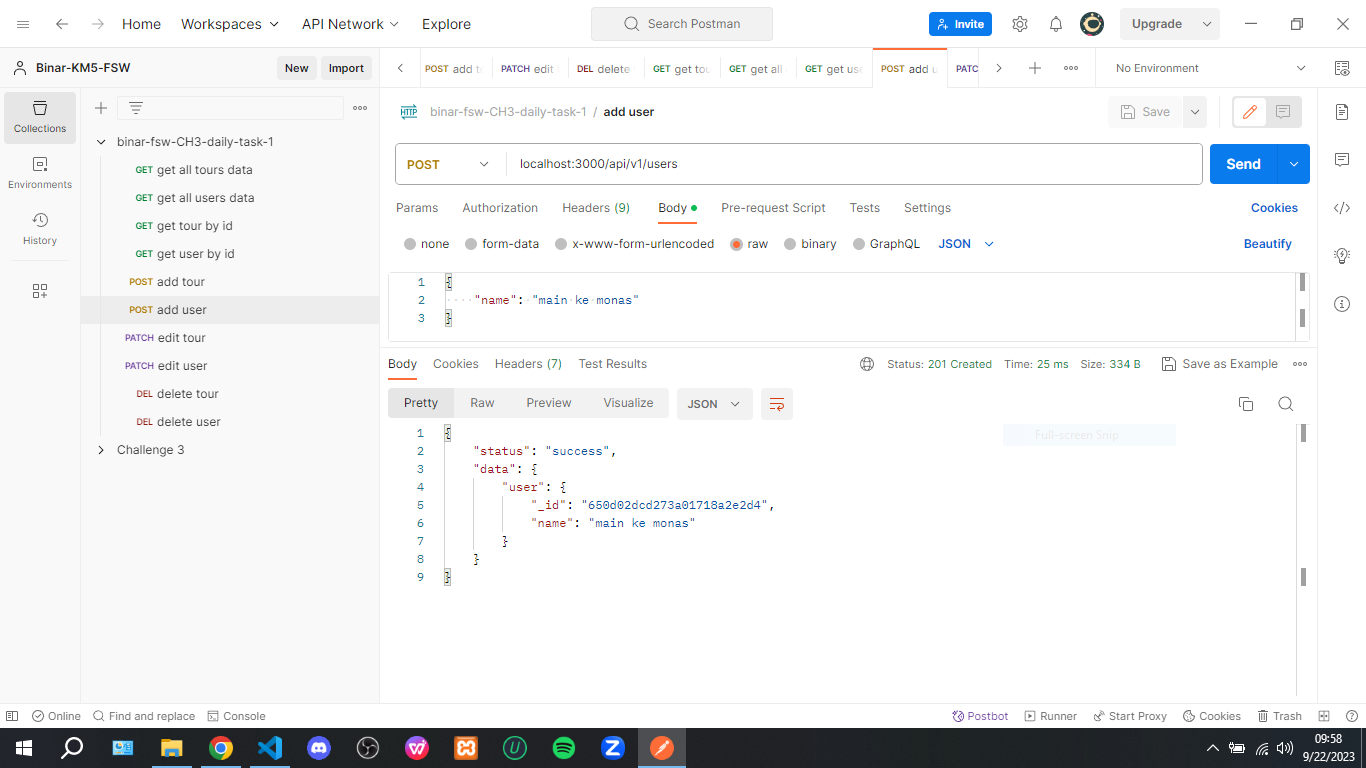 Home Workspaces API Network Explore Search Postman Invite Upgrade
Binar-KM5-FSW New Import
POST add t PATCH edit DEL delete GET get tou GET get all GET get use POST add u PATC No Environment
Collections
Environments
History
binar-fsw-CH3-daily-task-1
GET get all tours data
GET get all users data
GET get tour by id
GET get user by id
POST add tour
POST add user
PATCH edit tour
PATCH edit user
DEL delete tour
DEL delete user
Challenge 3
HTTP binar-fsw-CH3-daily-task-1 / add user Save
POST localhost:3000/api/v1/users Send
Params Authorization Headers (9) Body Pre-request Script Tests Settings Cookies
none form-data x-www-form-urlencoded raw binary GraphQL JSON Beautify
1 {
2 "name": "main ke monas"
3 }
Body Cookies Headers (7) Test Results Status: 201 Created Time: 25 ms Size: 334 B Save as Example
Pretty Raw Preview Visualize JSON
Full-screen Snip
1 {
2 "status": "success",
3 "data": {
4 "user": {
5 "_id": "650d02dcd273a01718a2e2d4",
6 "name": "main ke monas"
7 }
8 }
9 }
Online Find and replace Console Postbot Runner Start Proxy Cookies Trash
09:58
9/22/2023